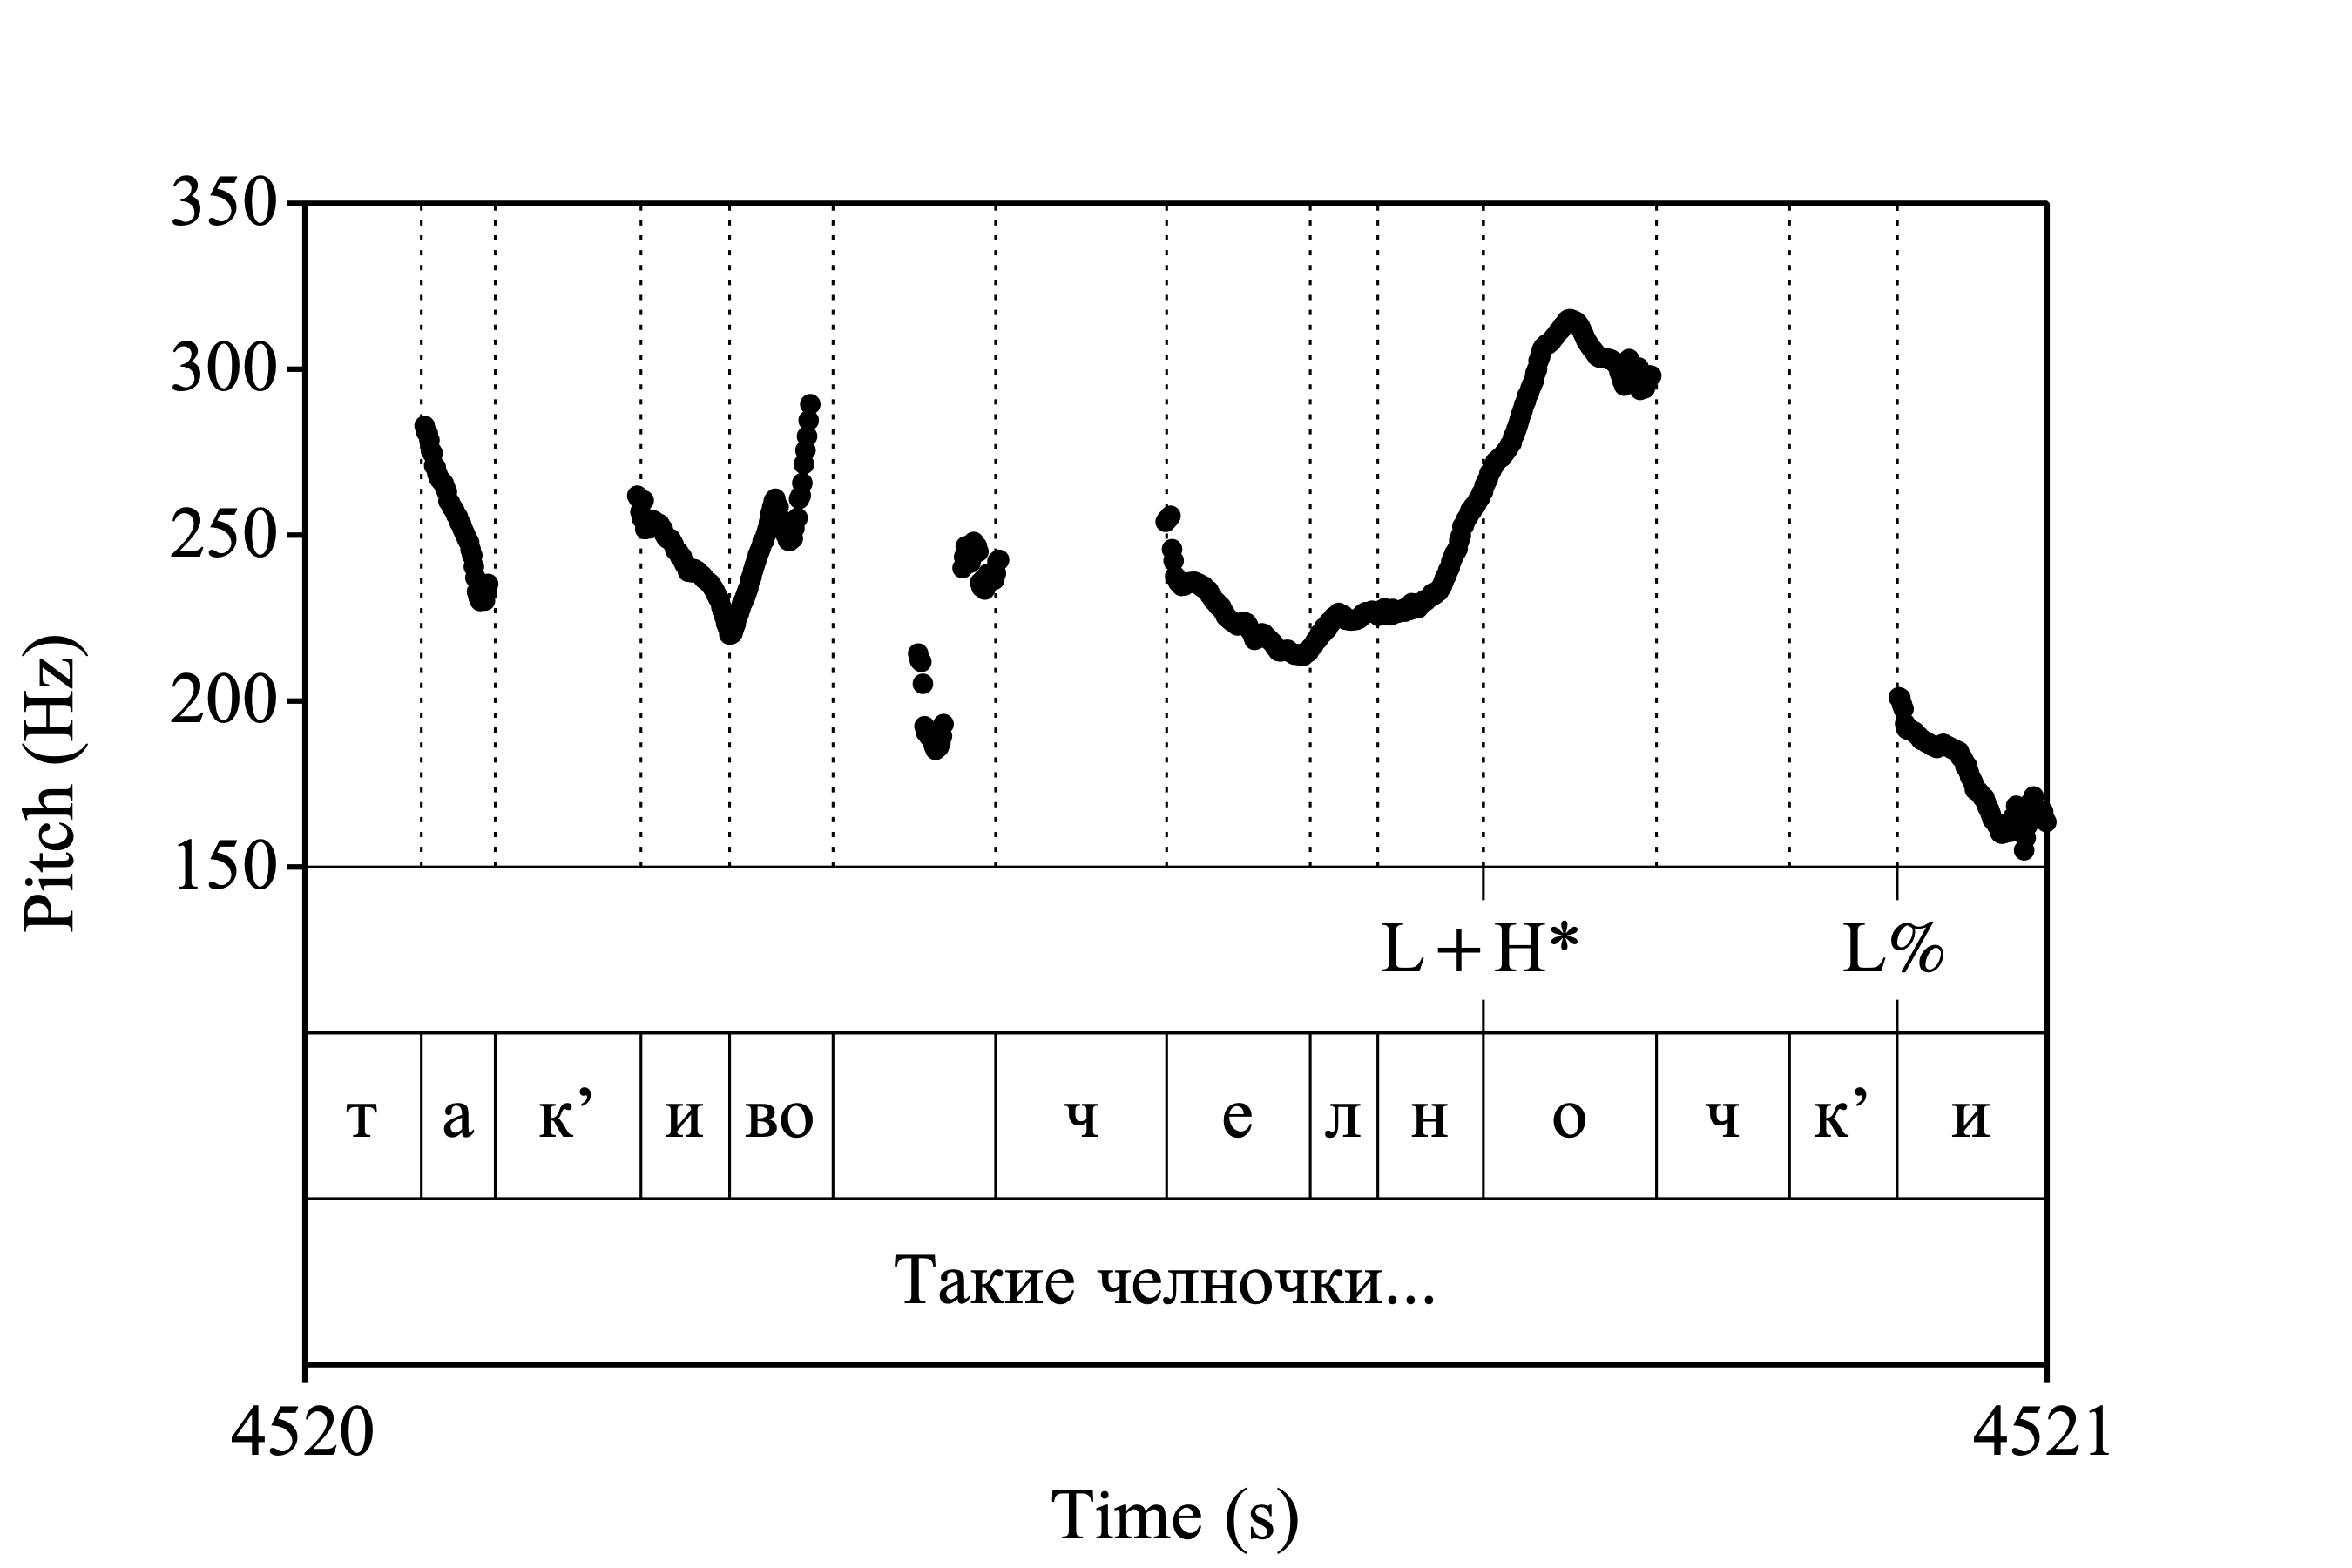 350
300
250
200
150
Pitch (Hz)
L+H* L%
т а к’ и во ч е л н о ч к’ и
Такие челночки...
4520 4521
Time (s)